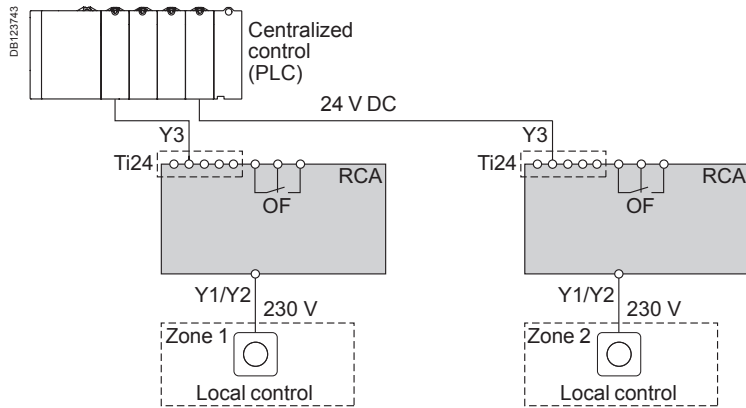 DB123743
Centralized
control
(PLC)
24 V DC
Y3
Y3
Ti24
RCA
Ti24
RCA
OF
OF
Y1/Y2
230 V
Y1/Y2
230 V
Zone 1
Zone 2
Local control
Local control